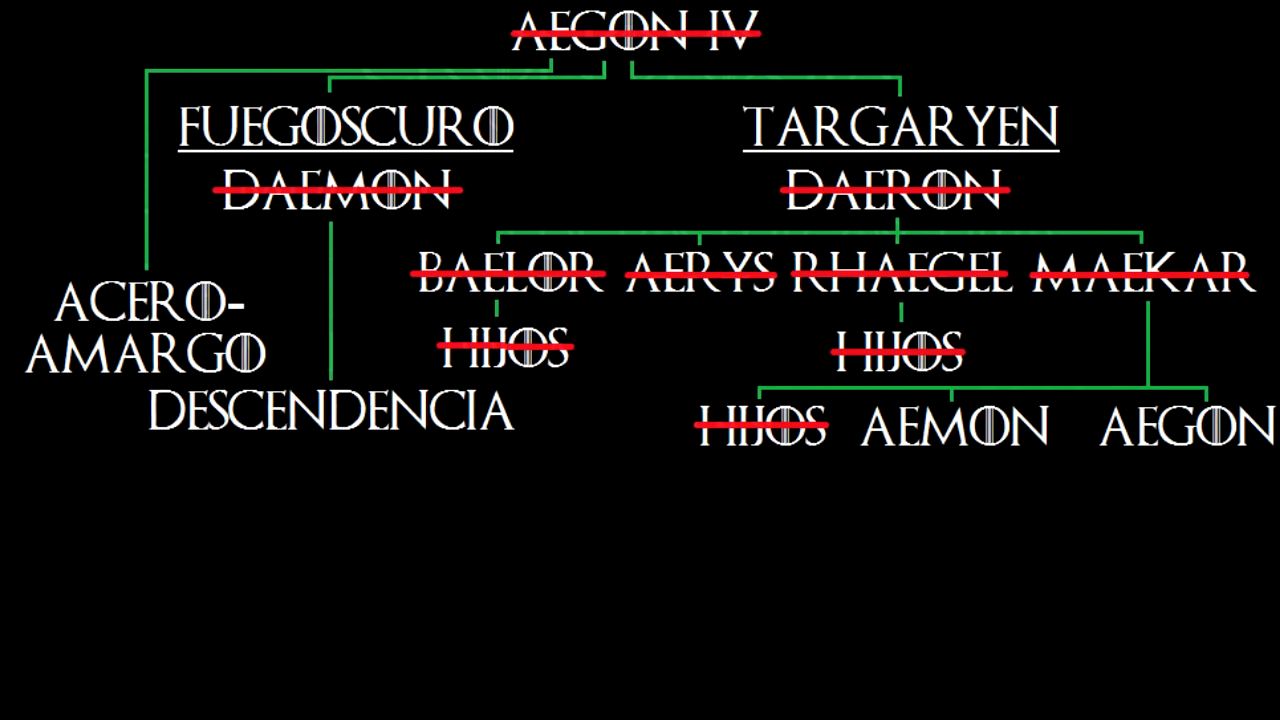 AEGON IV
FUEGOSCURO
TARGARYEN
DAEMON
DAERON
BAELOR
AERYS
RHAEGEL
MAEKAR
ACERO-
AMARGO
HIJOS
HIJOS
DESCENDENCIA
HIJOS
AEMON
AEGON